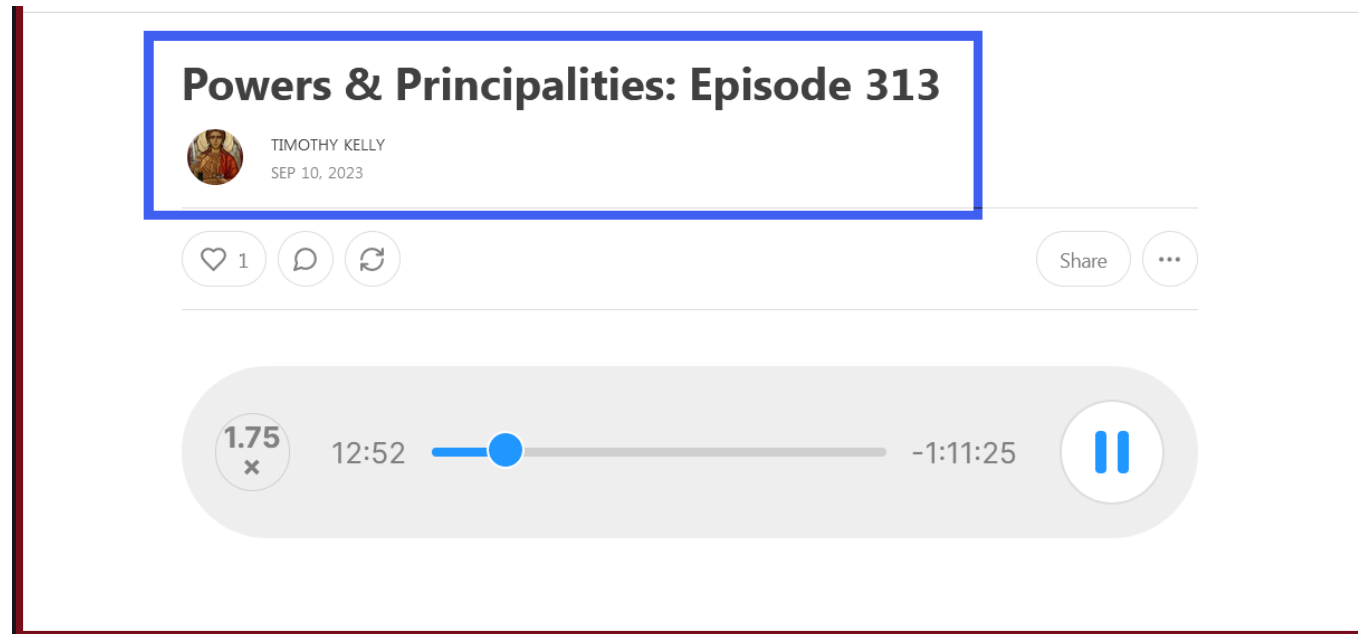 Powers & Principalities: Episode 313
TIMOTHY KELLY
SEP 10, 2023
1
Share
1.75
×
12:52
-1:11:25